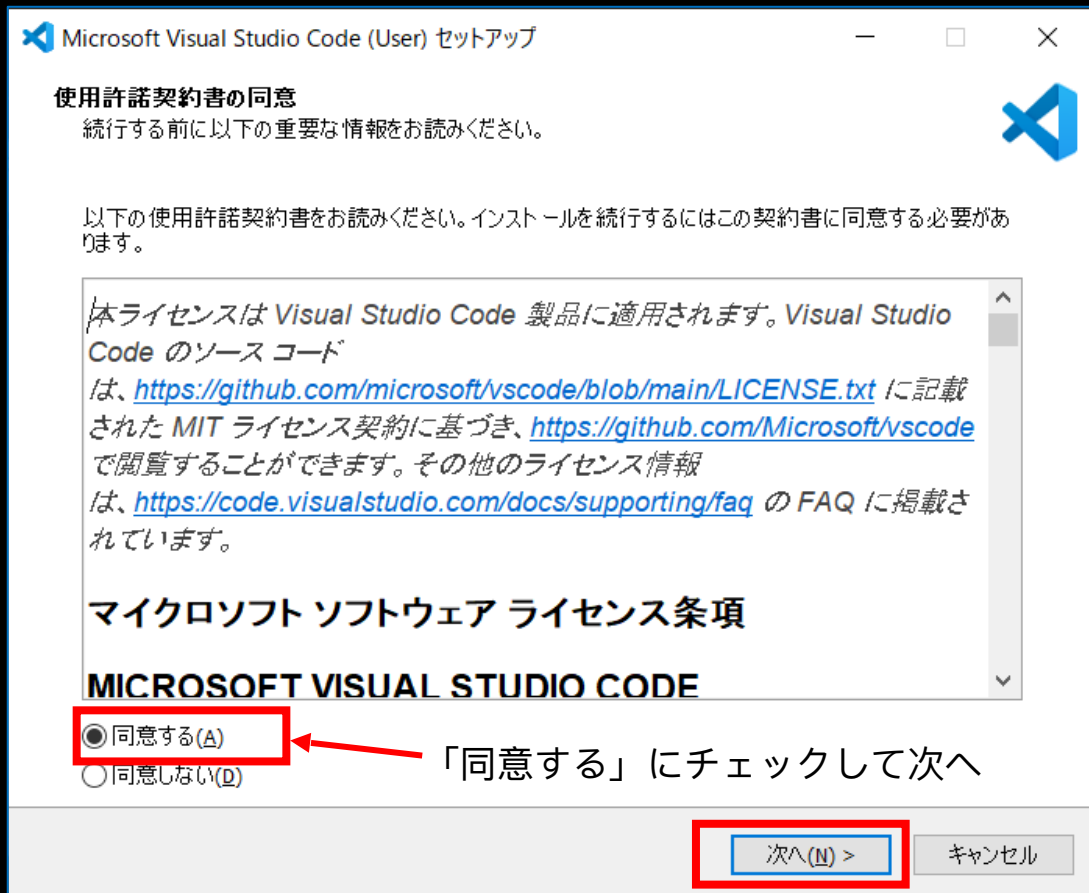 Microsoft Visual Studio Code (User) セットアップ
使用許諾契約書の同意
続行する前に以下の重要な情報をお読みください。
以下の使用許諾契約書をお読みください。インストールを続行するにはこの契約書に同意する必要があ
ります。
本ライセンスは Visual Studio Code 製品に適用されます。Visual Studio
Code のソース コード
は、https://github.com/microsoft/vscode/blob/main/LICENSE.txt に記載
された MIT ライセンス契約に基づき、https://github.com/Microsoft/vscode
で閲覧することができます。その他のライセンス情報
は、https://code.visualstudio.com/docs/supporting/faq の FAQ に掲載さ
れています。
マイクロソフト ソフトウェア ライセンス条項
MICROSOFT VISUAL STUDIO CODE
同意する(A)
「同意する」にチェックして次へ
同意しない(D)
次へ(N) >
キャンセル